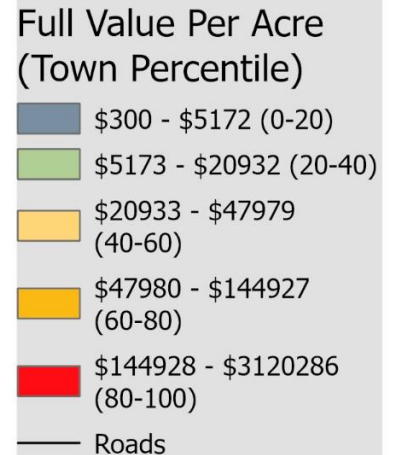 Full Value Per Acre
(Town Percentile)
$300 - $5172 (0-20)
$5173 - $20932 (20-40)
$20933 - $47979
(40-60)
$47980 - $144927
(60-80)
$144928 - $3120286
(80-100)
Roads